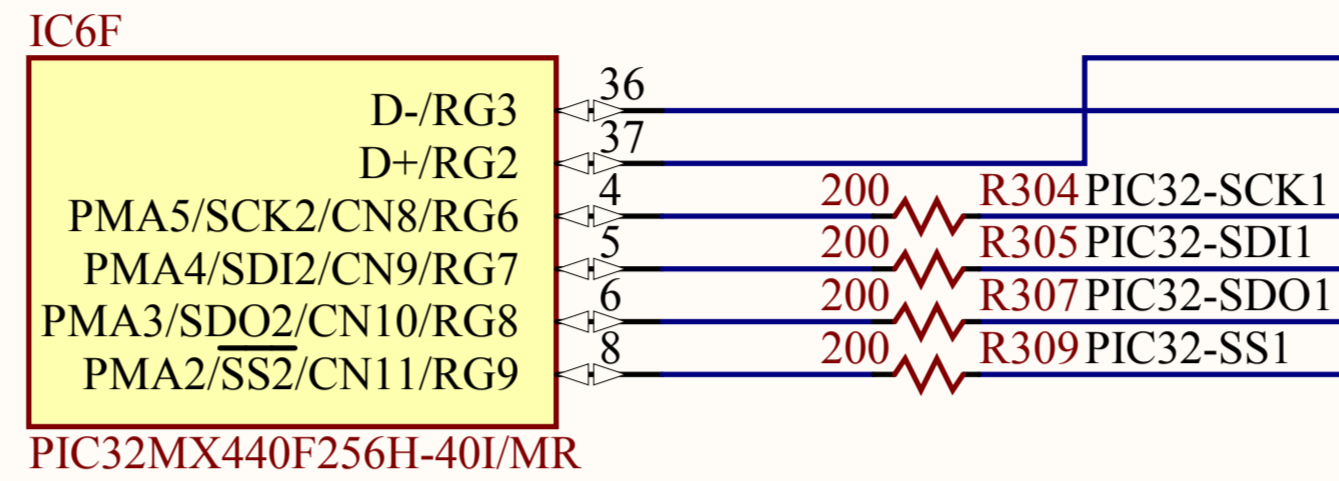 IC6F
D-/RG3 36
D+/RG2 37
PMA5/SCK2/CN8/RG6 4 200 R304 PIC32-SCK1
PMA4/SDI2/CN9/RG7 5 200 R305 PIC32-SDI1
PMA3/SDO2/CN10/RG8 6 200 R307 PIC32-SDO1
PMA2/SS2/CN11/RG9 8 200 R309 PIC32-SS1
PIC32MX440F256H-40I/MR